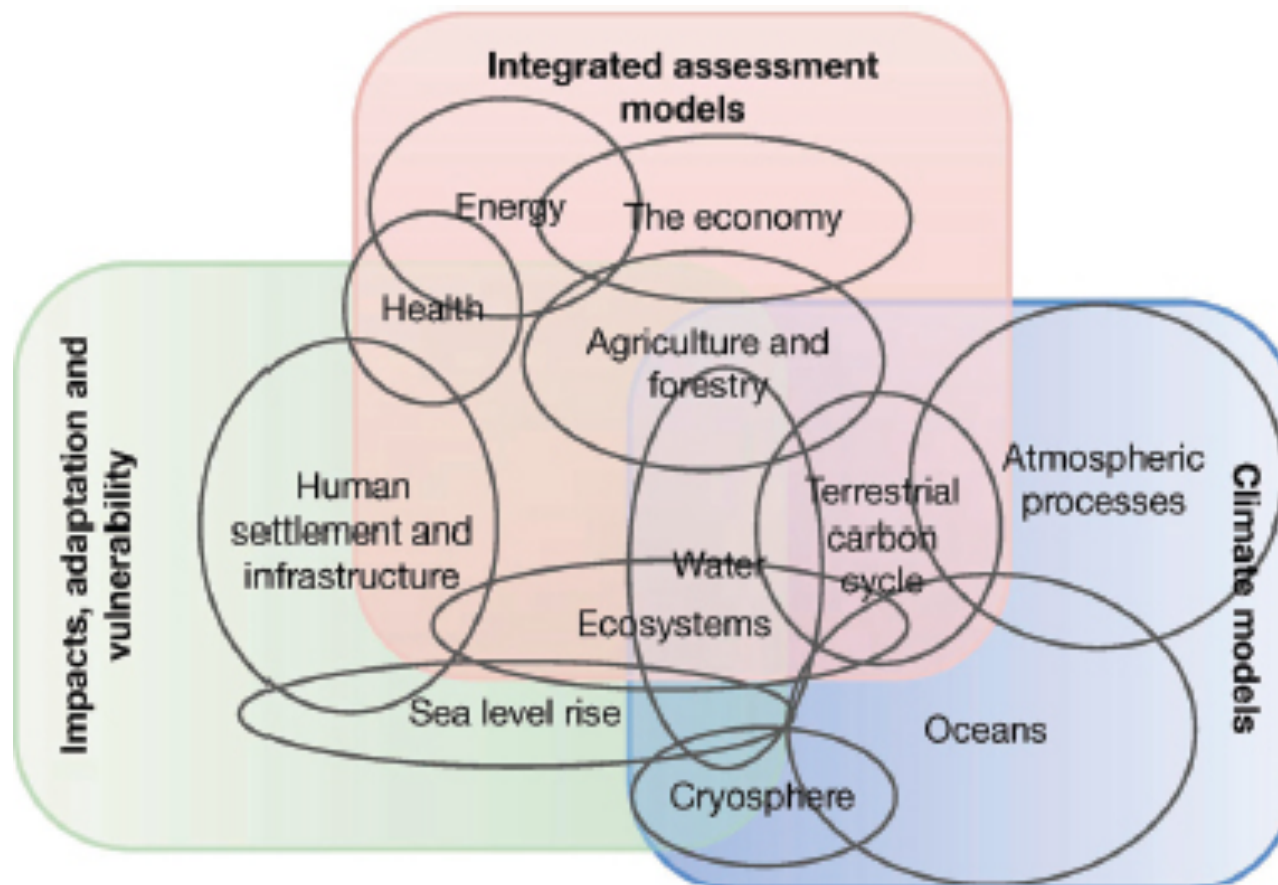 Integrated assessment
models
Energy
The economy
Health
Agriculture and
forestry
Impacts, adaptation and
vulnerability
Human
settlement and
infrastructure
Water
Terrestrial
carbon
cycle
Atmospheric
processes
Climate models
Ecosystems
Sea level rise
Oceans
Cryosphere